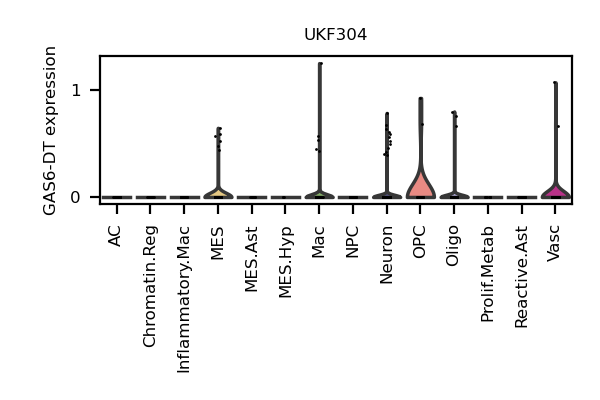 UKF304
GAS6-DT expression
1
0
AC
Chromatin.Reg
Inflammatory.Mac
MES
MES.Ast
MES.Hyp
Mac
NPC
Neuron
OPC
Oligo
Prolif.Metab
Reactive.Ast
Vasc